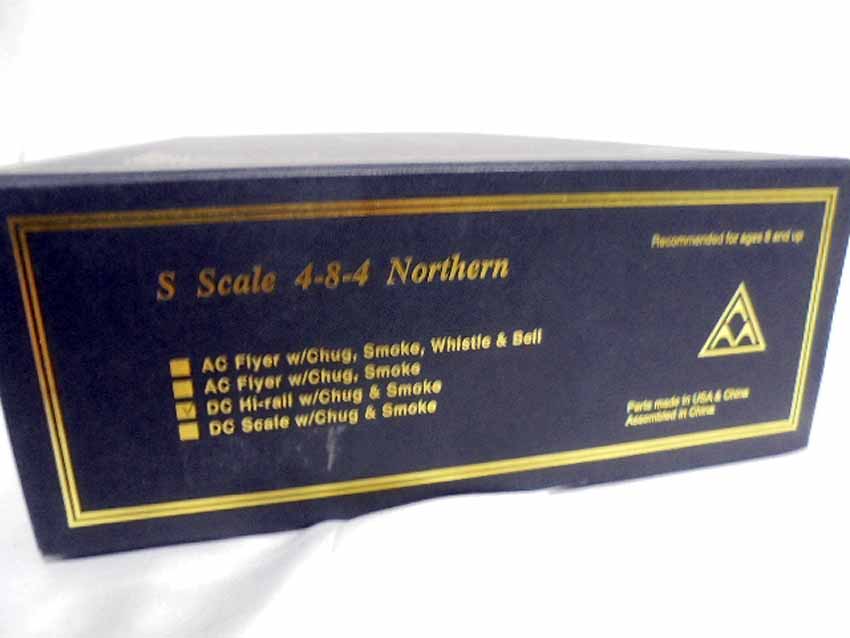 Recommended for ages 8 and up
S Scale 4-8-4 Northern
AC Flyer w/Chug, Smoke, Whistle & Bell
AC Flyer w/Chug, Smoke
DC Hi-rail w/Chug & Smoke
DC Scale w/Chug & Smoke
Parts made in USA & China
Assembled in China